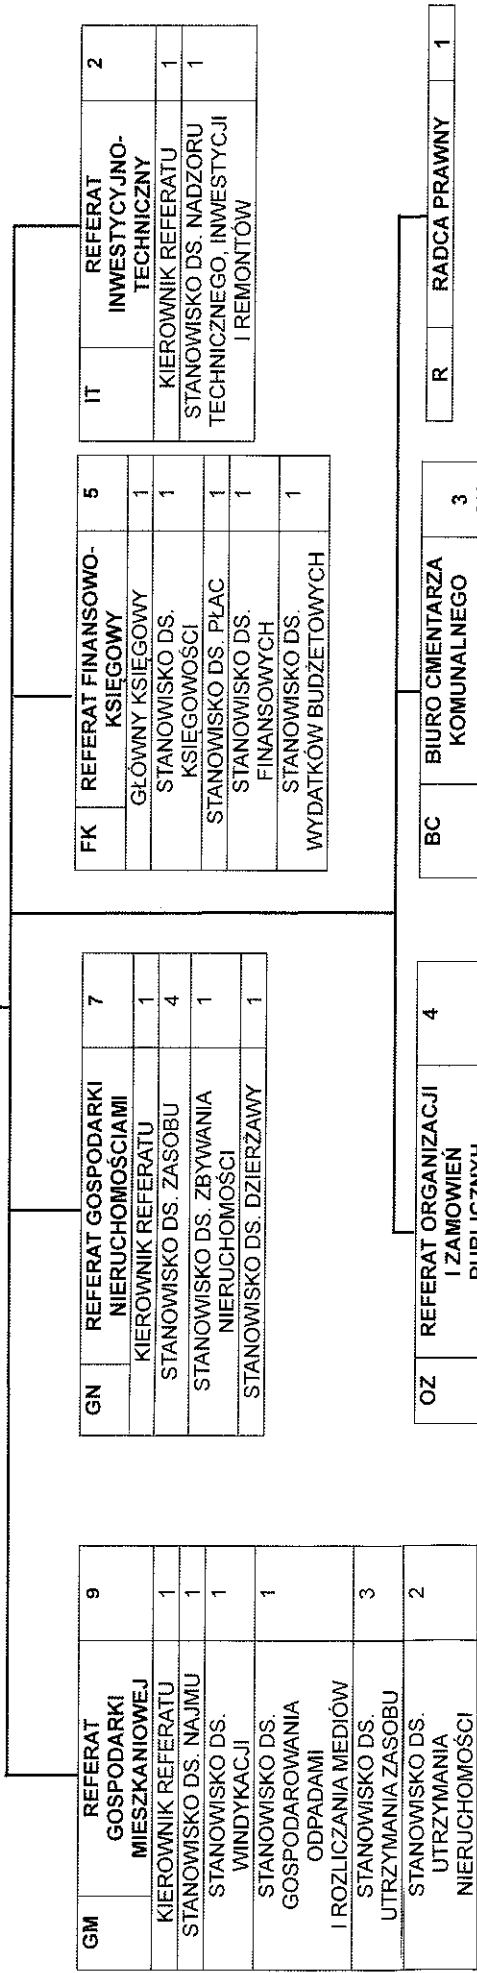 GM REFERAT 9
GOSPODARKI
MIESZKANIOWEJ
KIEROWNIK REFERATU 1
STANOWISKO DS. NAJMU 1
STANOWISKO DS. 1
WINDYKACJI
STANOWISKO DS. 1
GOSPODAROWANIA
ODPADAMI
I ROZLICZANIA MEDIÓW
STANOWISKO DS. 3
UTRZYMANIA ZASOBU
STANOWISKO DS. 2
UTRZYMANIA
NIERUCHOMOŚCI
GN REFERAT GOSPODARKI 7
NIERUCHOMOŚCIAMI
KIEROWNIK REFERATU 1
STANOWISKO DS. ZASOBU 4
STANOWISKO DS. ZBYWANIA 1
NIERUCHOMOŚCI
STANOWISKO DS. DZIERŻAWY 1
FK REFERAT FINANSOWO- 5
KSIĘGOWY
GŁÓWNY KSIĘGOWY 1
STANOWISKO DS. 1
KSIĘGOWOŚCI
STANOWISKO DS. PŁAC 1
STANOWISKO DS. 1
FINANSOWYCH
STANOWISKO DS. 1
WYDATKÓW BUDŻETOWYCH
IT REFERAT 2
INWESTYCYJNO-
TECHNICZNY
KIEROWNIK REFERATU 1
STANOWISKO DS. NADZORU 1
TECHNICZNEGO, INWESTYCJI
I REMONTÓW
OZ REFERAT ORGANIZACJI 4
I ZAMÓWIEŃ
BC BIURO CMENTARZA 3
KOMUNALNEGO
R RADCA PRAWNY 1